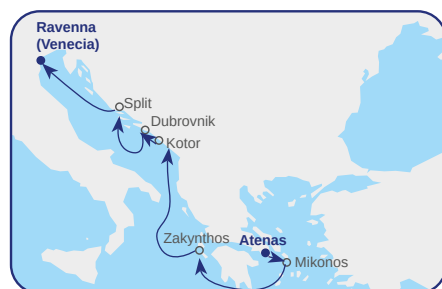 Ravenna
(Venecia)
Split
Dubrovnik
Kotor
Zakynthos
Atenas
Mikonos